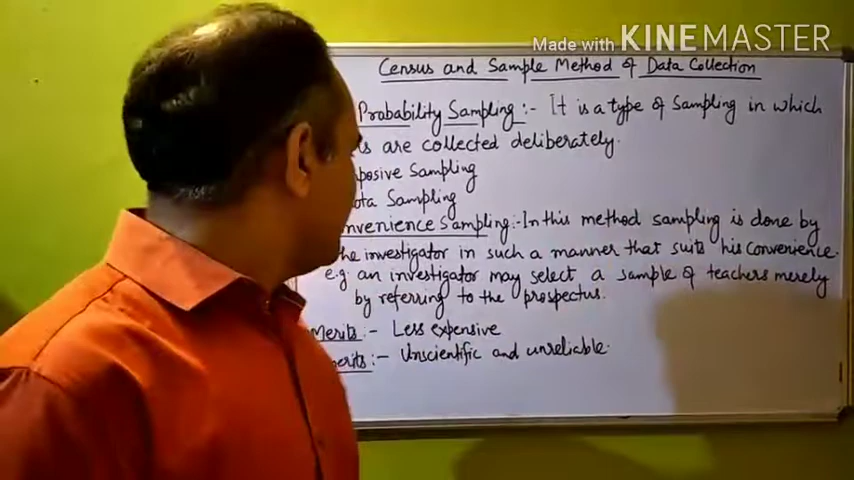 Made with KINEMASTER
Census and Sample Method of Data Collection
Probability Sampling :- It is a type of Sampling in which
are collected deliberately.
Sampling
Sampling
Sampling :- In this method sampling is done by
investigator in such a manner that suits his convenience.
e.g an investigator may select a sample of teachers merely
by referring to the prospectus.
Merits :- Less expensive
:- Unscientific and unreliable.